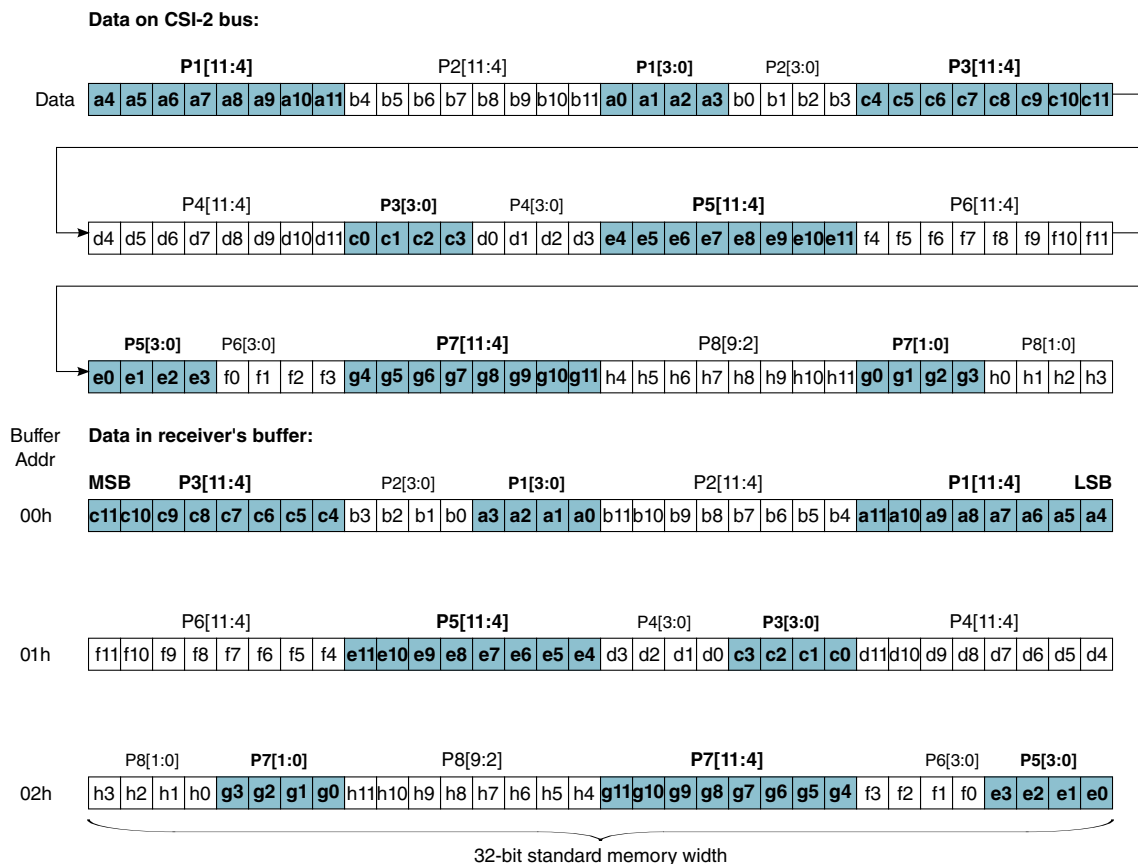 Data on CSI-2 bus:
P1[11:4] P2[11:4] P1[3:0] P2[3:0] P3[11:4]
Data a4 a5 a6 a7 a8 a9 a10 a11 b4 b5 b6 b7 b8 b9 b10 b11 a0 a1 a2 a3 b0 b1 b2 b3 c4 c5 c6 c7 c8 c9 c10 c11
P4[11:4] P3[3:0] P4[3:0] P5[11:4] P6[11:4]
d4 d5 d6 d7 d8 d9 d10 d11 c0 c1 c2 c3 d0 d1 d2 d3 e4 e5 e6 e7 e8 e9 e10 e11 f4 f5 f6 f7 f8 f9 f10 f11
P5[3:0] P6[3:0] P7[11:4] P8[9:2] P7[1:0] P8[1:0]
e0 e1 e2 e3 f0 f1 f2 f3 g4 g5 g6 g7 g8 g9 g10 g11 h4 h5 h6 h7 h8 h9 h10 h11 g0 g1 g2 g3 h0 h1 h2 h3
Buffer Addr
Data in receiver's buffer:
MSB P3[11:4] P2[3:0] P1[3:0] P2[11:4] P1[11:4] LSB
00h c11 c10 c9 c8 c7 c6 c5 c4 b3 b2 b1 b0 a3 a2 a1 a0 b11 b10 b9 b8 b7 b6 b5 b4 a11 a10 a9 a8 a7 a6 a5 a4
P6[11:4] P5[11:4] P4[3:0] P3[3:0] P4[11:4]
01h f11 f10 f9 f8 f7 f6 f5 f4 e11 e10 e9 e8 e7 e6 e5 e4 d3 d2 d1 d0 c3 c2 c1 c0 d11 d10 d9 d8 d7 d6 d5 d4
P8[1:0] P7[1:0] P8[9:2] P7[11:4] P6[3:0] P5[3:0]
02h h3 h2 h1 h0 g3 g2 g1 g0 h11 h10 h9 h8 h7 h6 h5 h4 g11 g10 g9 g8 g7 g6 g5 g4 f3 f2 f1 f0 e3 e2 e1 e0
32-bit standard memory width